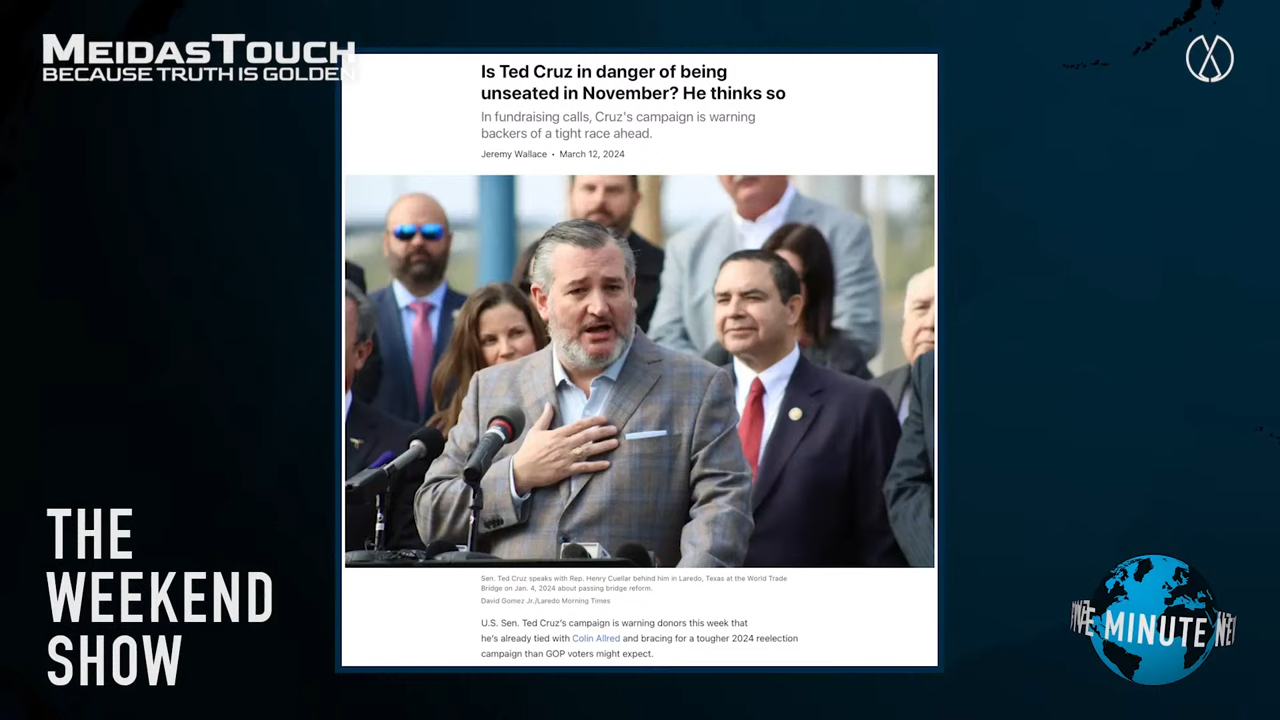 MEIDASTOUCH
BECAUSE TRUTH IS GOLDEN
Is Ted Cruz in danger of being
unseated in November? He thinks so
In fundraising calls, Cruz's campaign is warning
backers of a tight race ahead.
Jeremy Wallace • March 12, 2024
Sen. Ted Cruz speaks with Rep. Henry Cuellar behind him in Laredo, Texas at the World Trade
Bridge on Jan. 4, 2024 about passing bridge reform.
David Gomez Jr./Laredo Morning Times
U.S. Sen. Ted Cruz's campaign is warning donors this week that
he's already tied with Colin Allred and bracing for a tougher 2024 reelection
campaign than GOP voters might expect.
THE
WEEKEND
SHOW
MINUTE